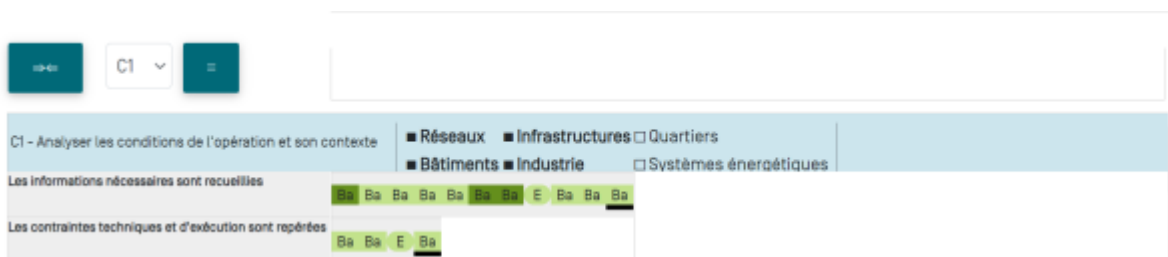 C1
=
C1 - Analyser les conditions de l'opération et son contexte
■ Réseaux ■ Infrastructures □ Quartiers
■ Bâtiments ■ Industrie □ Systèmes énergétiques
Les informations nécessaires sont recueillies
Ba Ba Ba Ba Ba Ba Ba E Ba Ba Ba
Les contraintes techniques et d'exécution sont repérées
Ba Ba E Ba